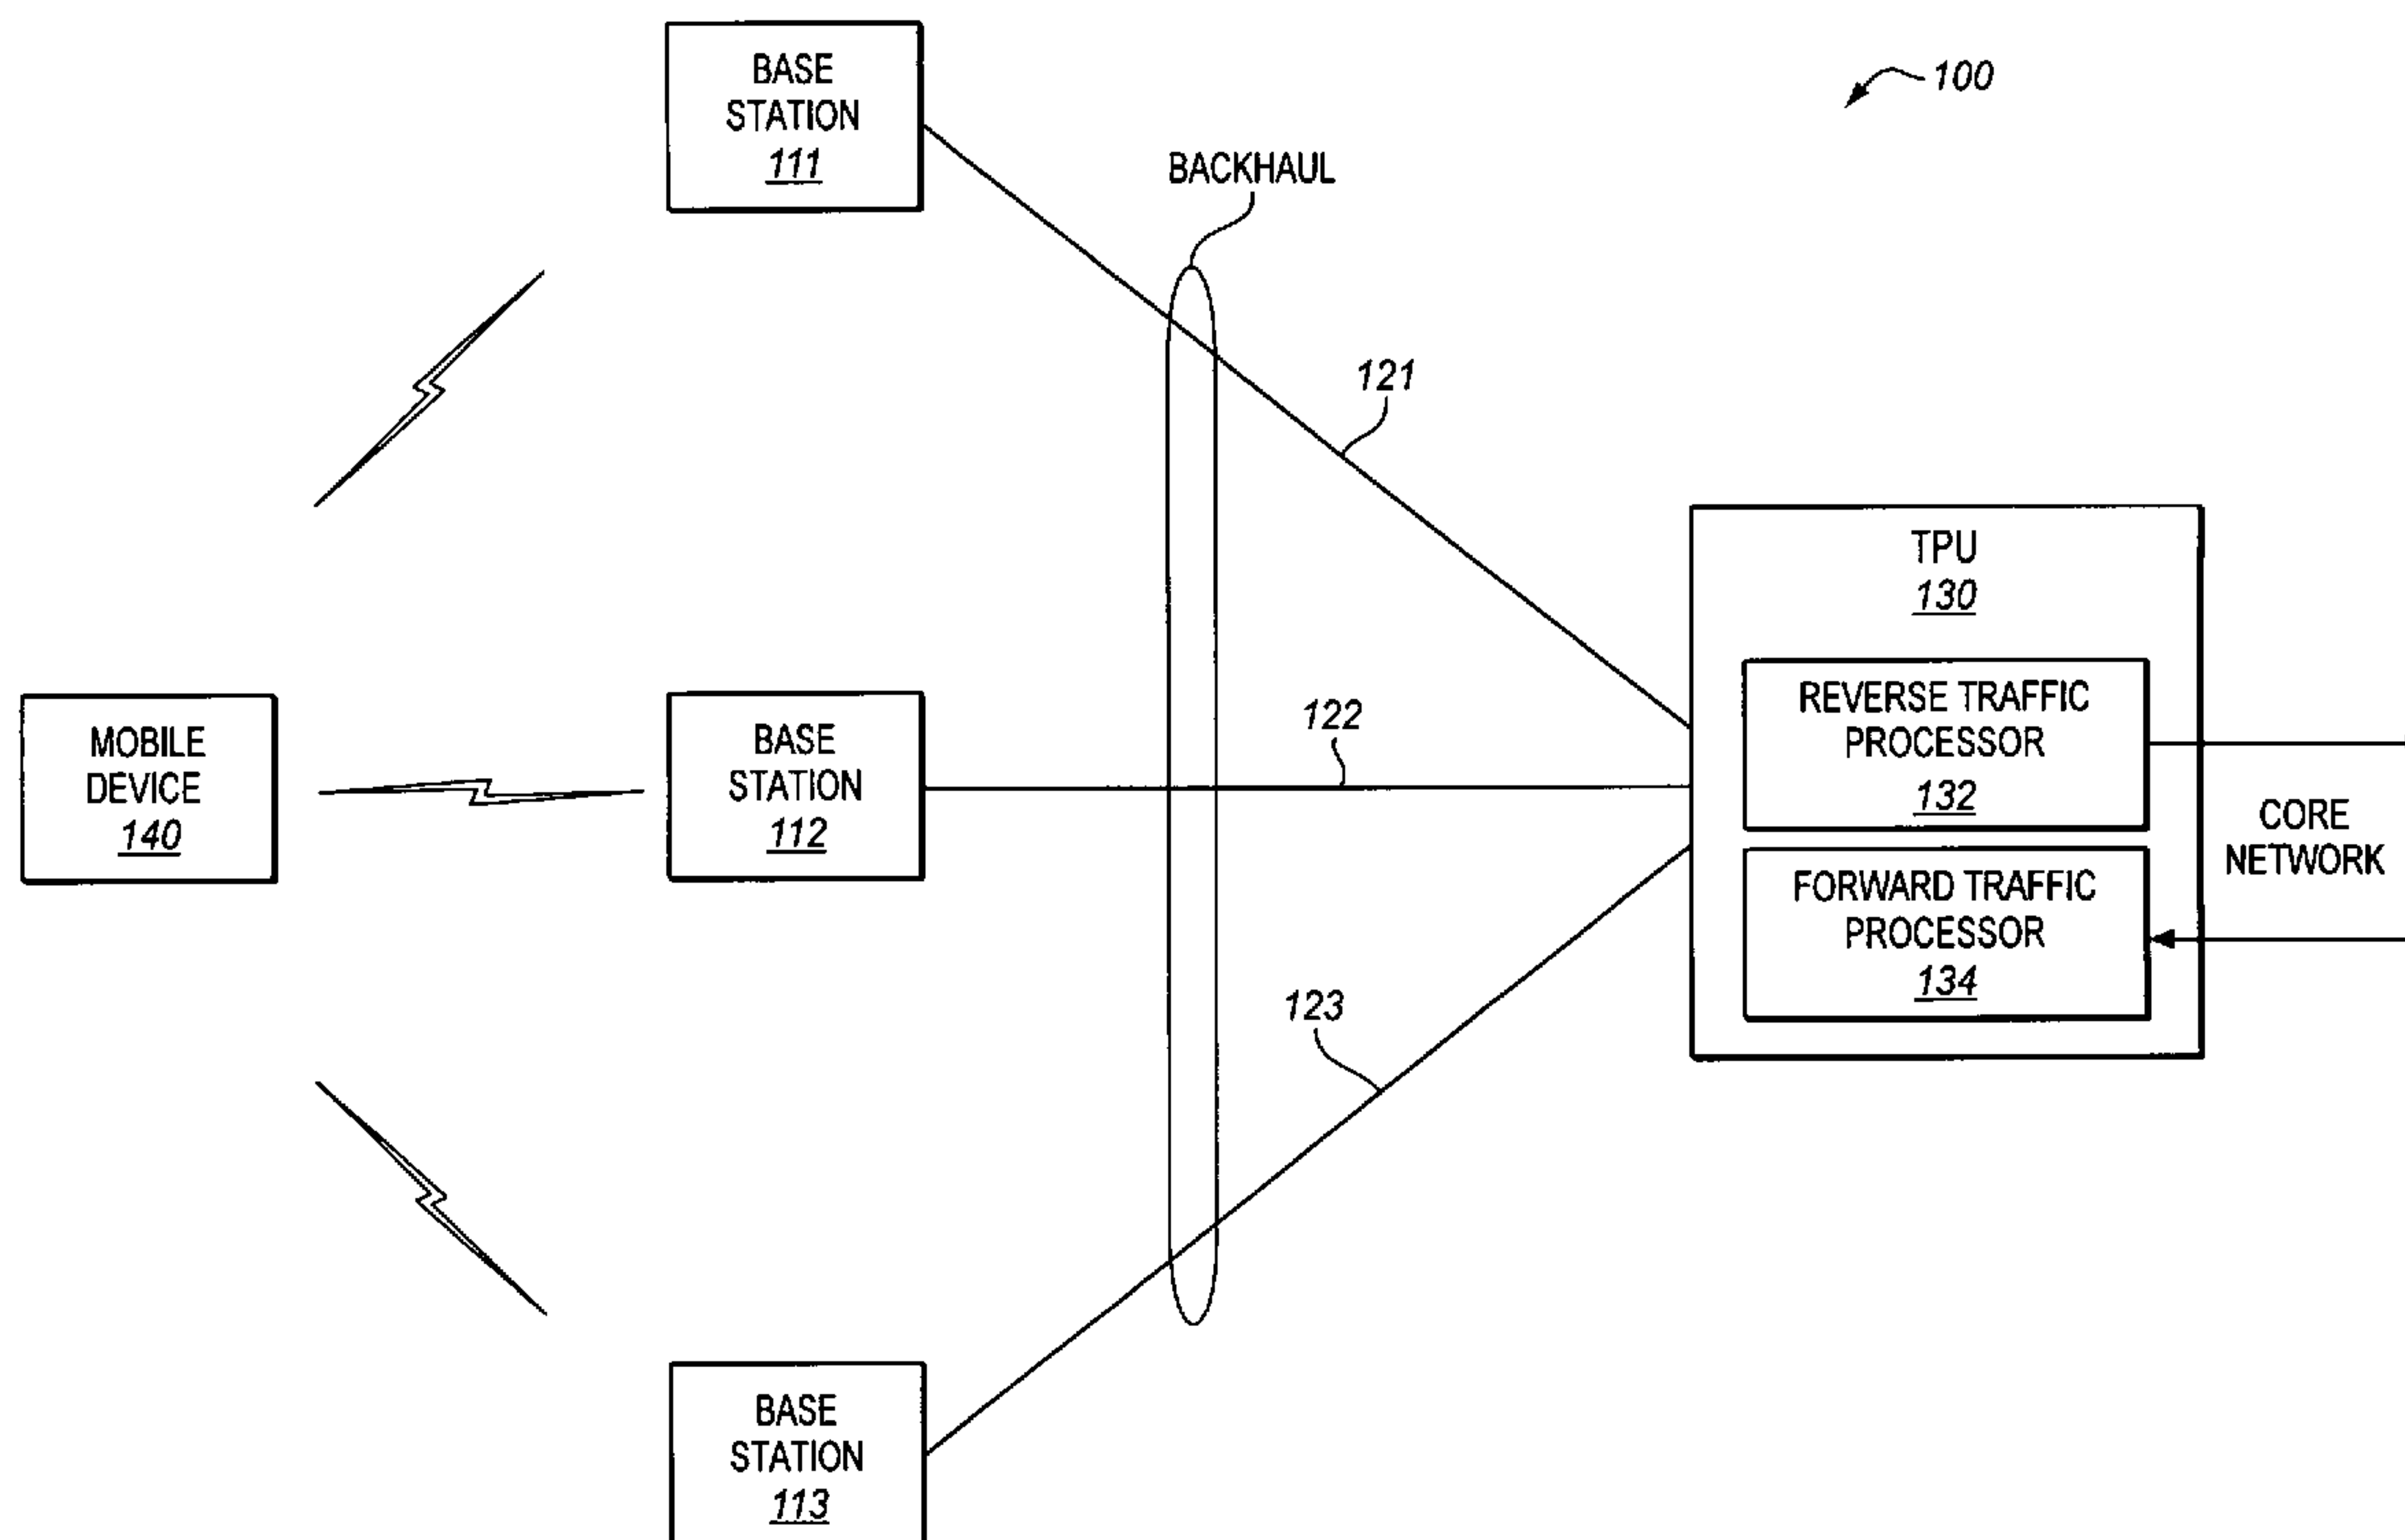 BASE
STATION
111
100
BACKHAUL
121
TPU
130
REVERSE TRAFFIC
PROCESSOR
132
122
MOBILE
DEVICE
140
BASE
STATION
112
CORE
NETWORK
FORWARD TRAFFIC
PROCESSOR
134
123
BASE
STATION
113